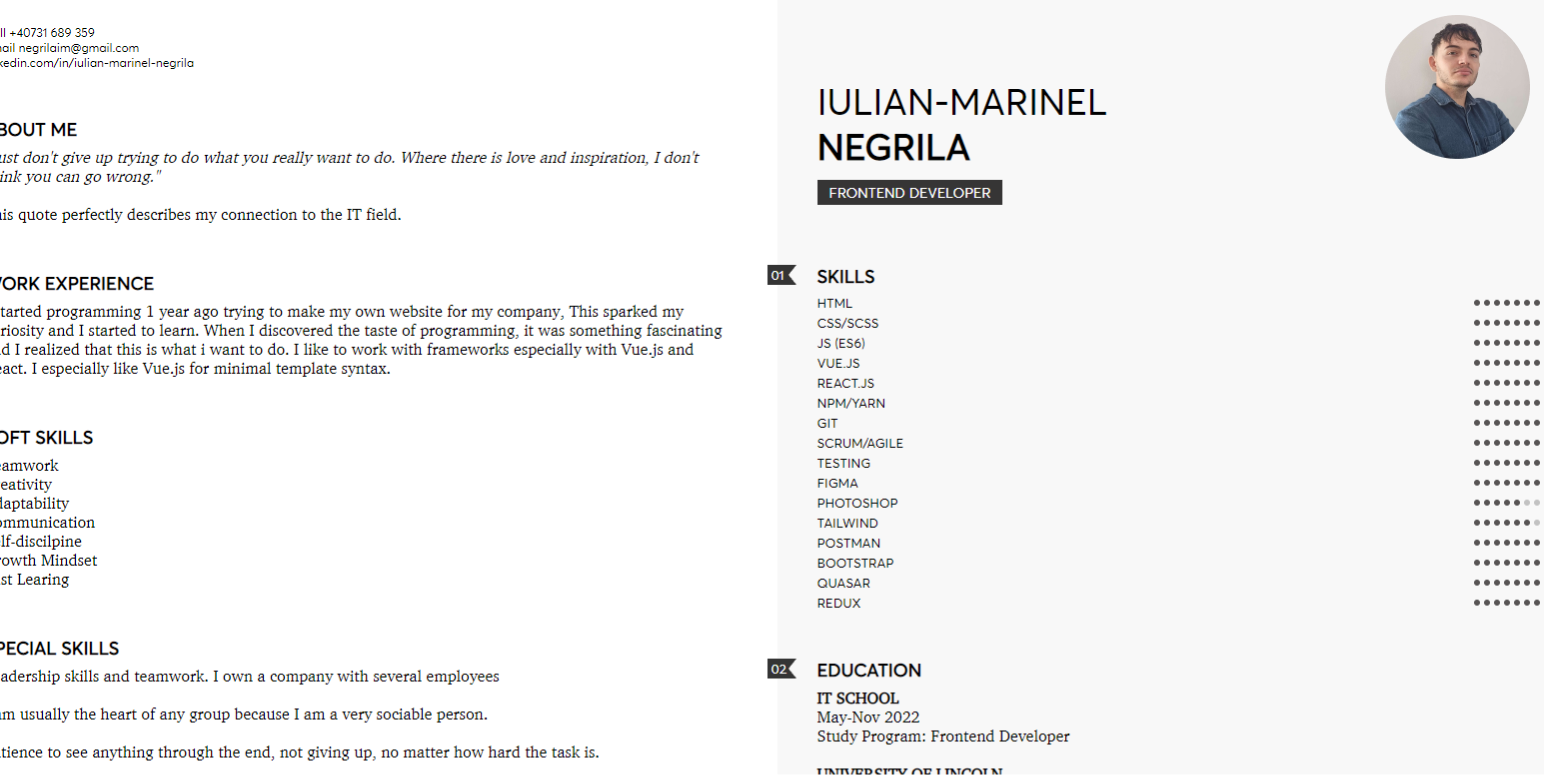 ll +40731 689 359
ail negrilaim@gmail.com
kedin.com/in/iulian-marinel-negrila
BOUT ME
ust don't give up trying to do what you really want to do. Where there is love and inspiration, I don't
ink you can go wrong."
his quote perfectly describes my connection to the IT field.
WORK EXPERIENCE
started programming 1 year ago trying to make my own website for my company, This sparked my
riosity and I started to learn. When I discovered the taste of programming, it was something fascinating
nd I realized that this is what i want to do. I like to work with frameworks especially with Vue.js and
eact. I especially like Vue.js for minimal template syntax.
OFT SKILLS
eamwork
eativity
daptability
ommunication
elf-discilpine
rowth Mindset
st Learing
PECIAL SKILLS
adership skills and teamwork. I own a company with several employees
am usually the heart of any group because I am a very sociable person.
atience to see anything through the end, not giving up, no matter how hard the task is.
IULIAN-MARINEL
NEGRILA
FRONTEND DEVELOPER
01 SKILLS
HTML
CSS/SCSS
JS (ES6)
VUE.JS
REACT.JS
NPM/YARN
GIT
SCRUM/AGILE
TESTING
FIGMA
PHOTOSHOP
TAILWIND
POSTMAN
BOOTSTRAP
QUASAR
REDUX
02 EDUCATION
IT SCHOOL
May-Nov 2022
Study Program: Frontend Developer
UNIVERSITY OF LINCOLN